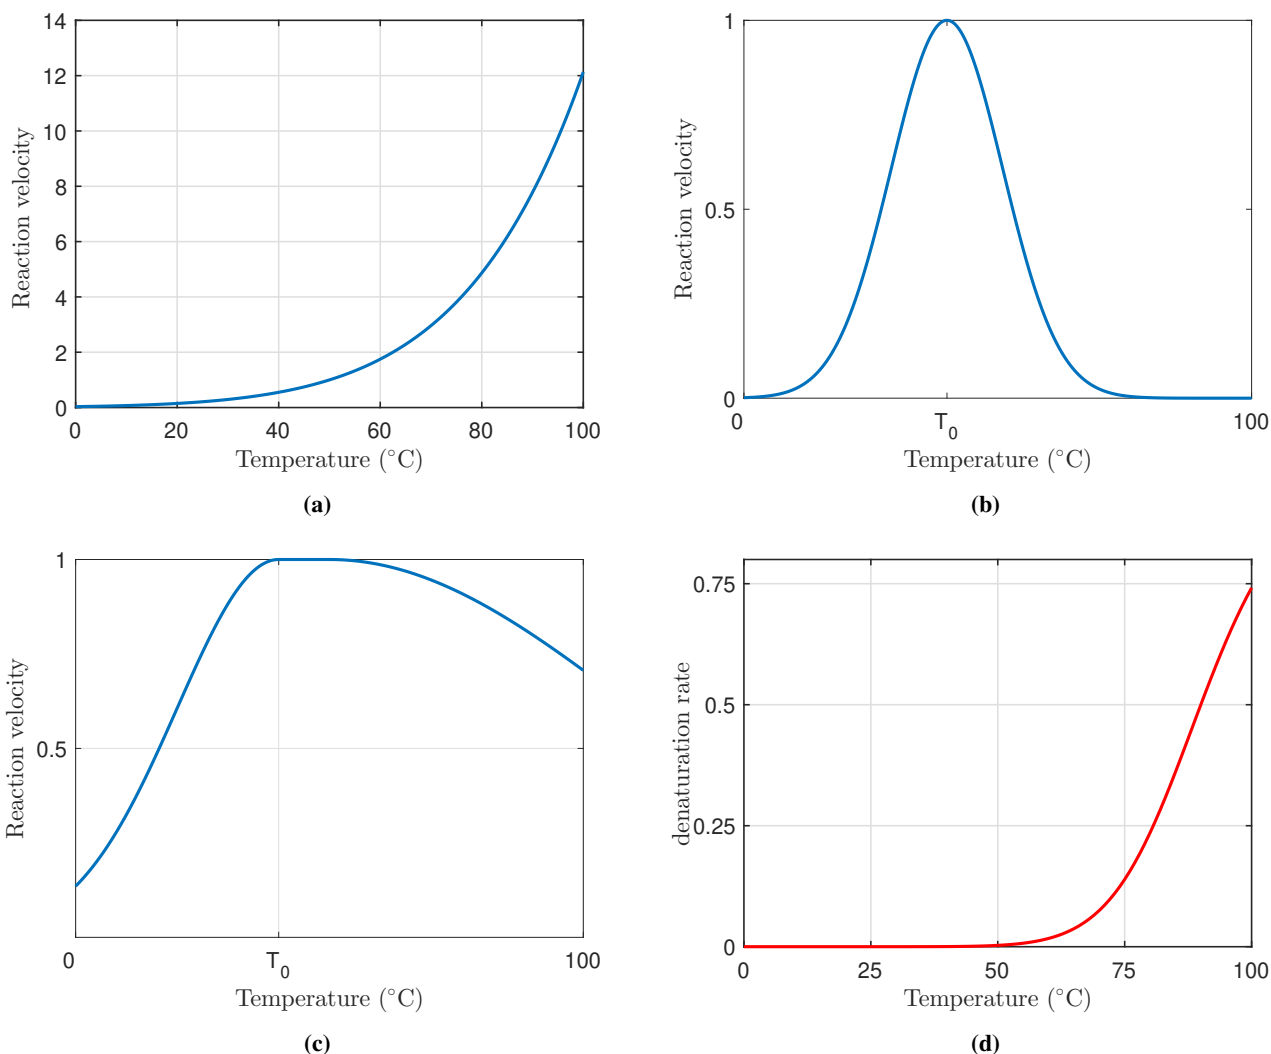 14
12
10
8
6
4
2
0
Reaction velocity
0 20 40 60 80 100
Temperature (°C)
(a)
1
0.5
0
Reaction velocity
0 T₀ 100
Temperature (°C)
(b)
1
0.5
Reaction velocity
0 T₀ 100
Temperature (°C)
(c)
0.75
0.5
0.25
0
denaturation rate
0 25 50 75 100
Temperature (°C)
(d)